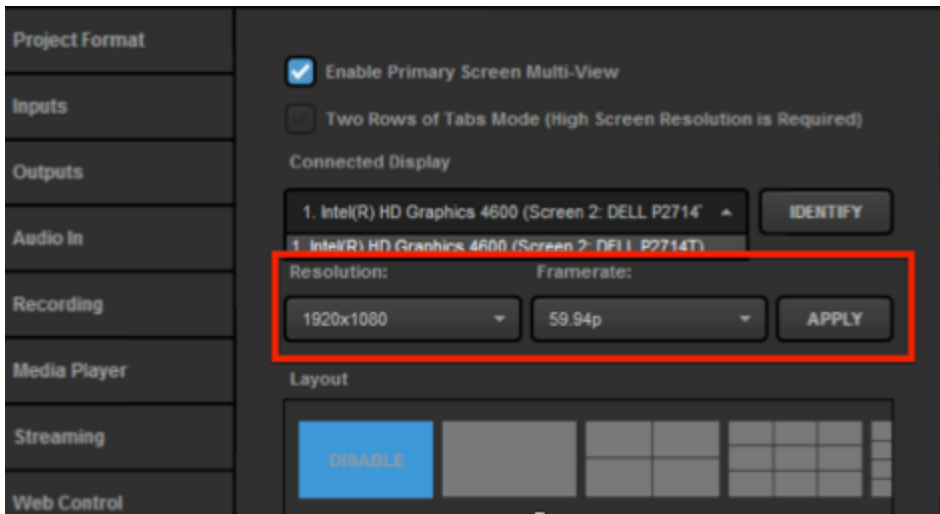 Project Format
Inputs
Outputs
Audio In
Recording
Media Player
Streaming
Web Control
Enable Primary Screen Multi-View
Two Rows of Tabs Mode (High Screen Resolution is Required)
Connected Display
1. Intel(R) HD Graphics 4600 (Screen 2: DELL P2714T
IDENTIFY
1. Intel(R) HD Graphics 4600 (Screen 2: DELL P2714T)
Resolution:
Framerate:
1920x1080
59.94p
APPLY
Layout
DISABLE